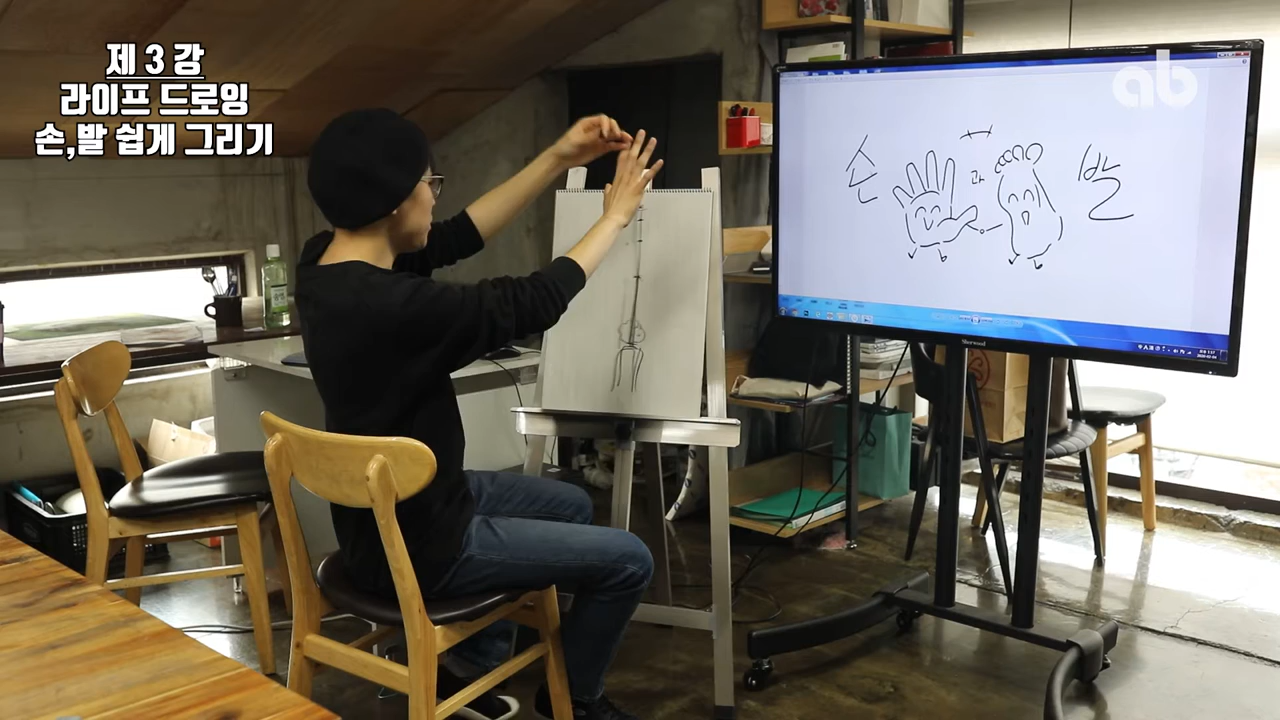 제 3 강
라이프 드로잉
손,발 쉽게 그리기
ab
손 과 발
Sherwood